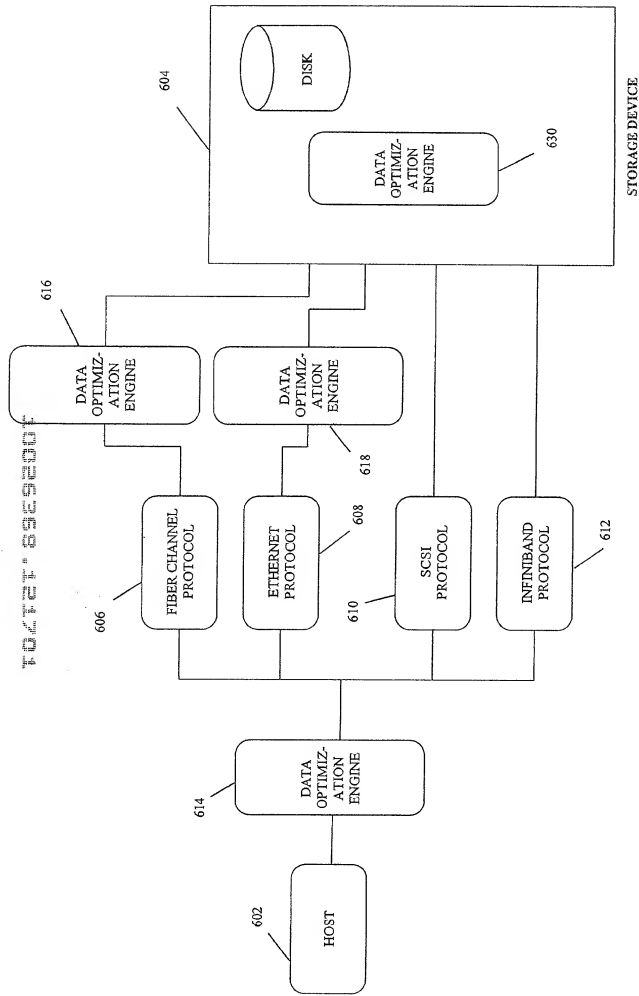 602
HOST
614
DATA
OPTIMIZ-
ATION
ENGINE
606
FIBER CHANNEL
PROTOCOL
608
ETHERNET
PROTOCOL
610
SCSI
PROTOCOL
612
INFINIBAND
PROTOCOL
616
DATA
OPTIMIZ-
ATION
ENGINE
618
DATA
OPTIMIZ-
ATION
ENGINE
604
DISK
DATA
OPTIMIZ-
ATION
ENGINE
630
STORAGE DEVICE